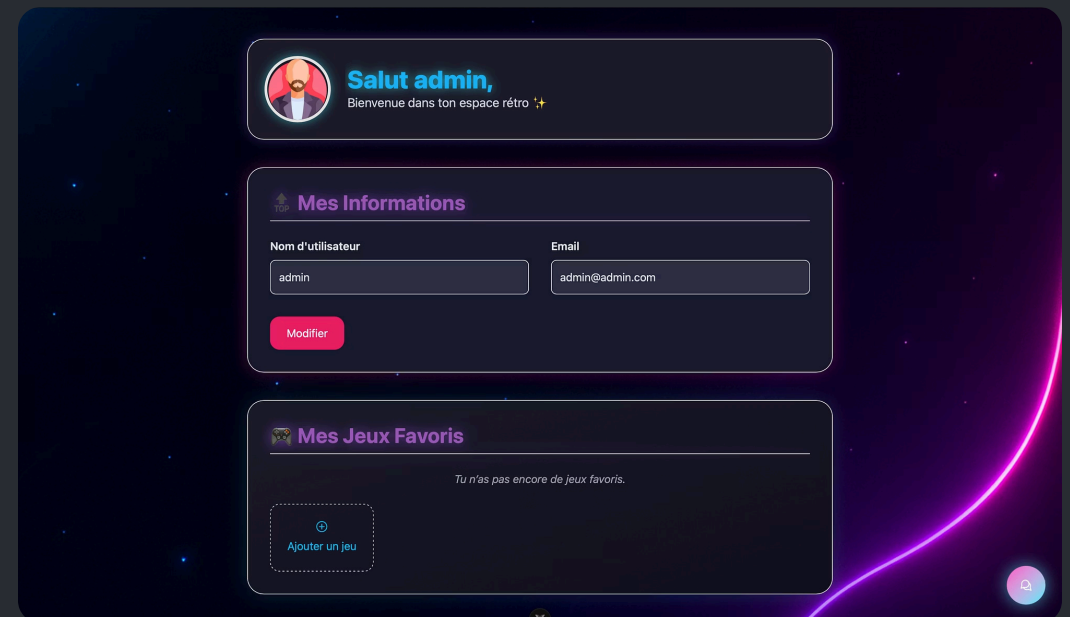 Salut admin,
Bienvenue dans ton espace rétro ✨
🔝 Mes Informations
Nom d'utilisateur
Email
admin
admin@admin.com
Modifier
🎮 Mes Jeux Favoris
Tu n'as pas encore de jeux favoris.
Ajouter un jeu